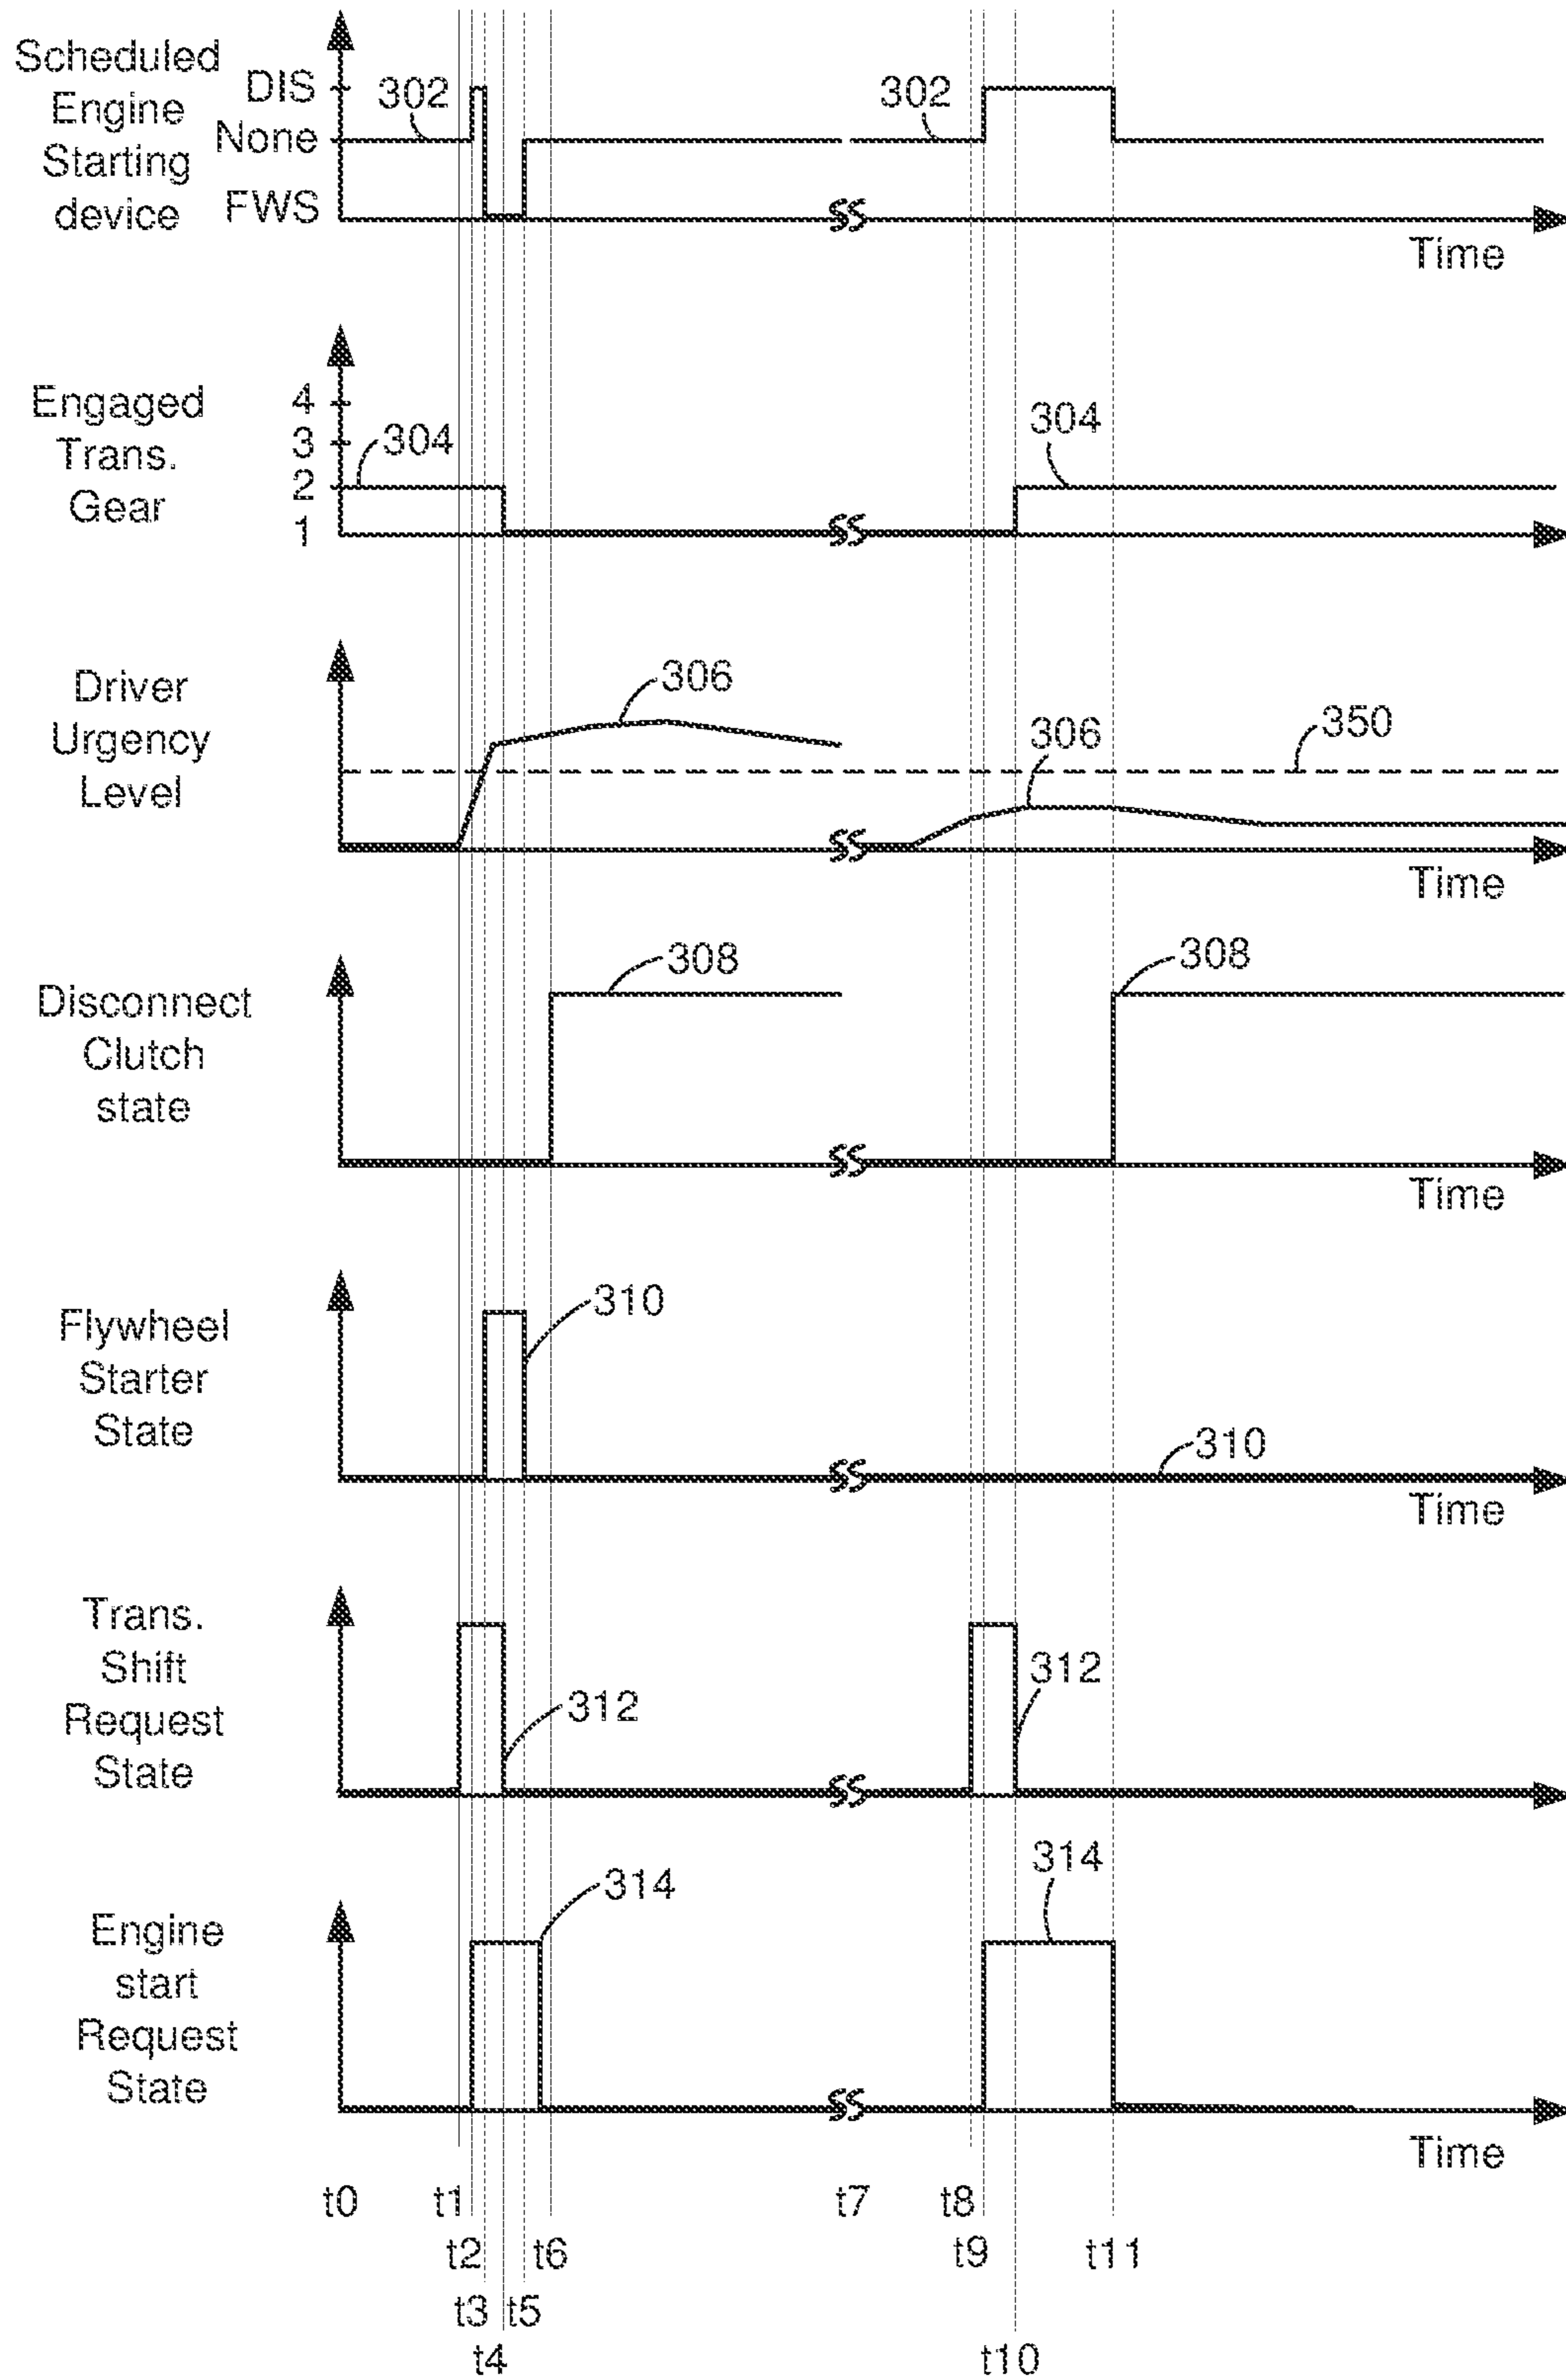 Scheduled
Engine
Starting
device
DIS
None
FWS
302
302
Time
Engaged
Trans.
Gear
4
3
2
1
304
304
Driver
Urgency
Level
306
306
350
Time
Disconnect
Clutch
state
308
308
Time
Flywheel
Starter
State
310
310
Time
Trans.
Shift
Request
State
312
312
Engine
start
Request
State
314
314
Time
t0 t1 t7 t8
t2 t6 t9 t11
t3 t5
t4 t10